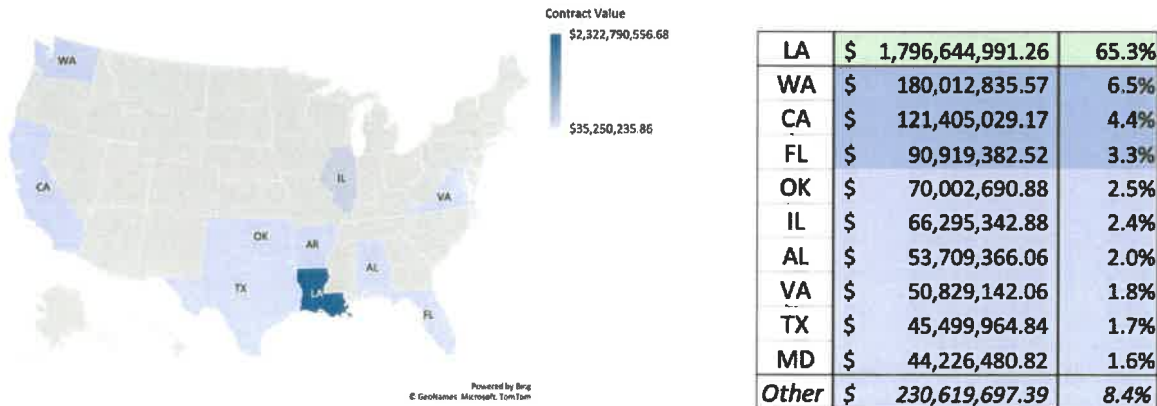 Contract Value
$2,322,790,556.68
$35,250,235.86
WA
CA
IL
VA
OK
AR
AL
TX
LA
FL
Powered by Bing
© GeoNames, Microsoft, TomTom
LA $ 1,796,644,991.26 65.3%
WA $ 180,012,835.57 6.5%
CA $ 121,405,029.17 4.4%
FL $ 90,919,382.52 3.3%
OK $ 70,002,690.88 2.5%
IL $ 66,295,342.88 2.4%
AL $ 53,709,366.06 2.0%
VA $ 50,829,142.06 1.8%
TX $ 45,499,964.84 1.7%
MD $ 44,226,480.82 1.6%
Other $ 230,619,697.39 8.4%